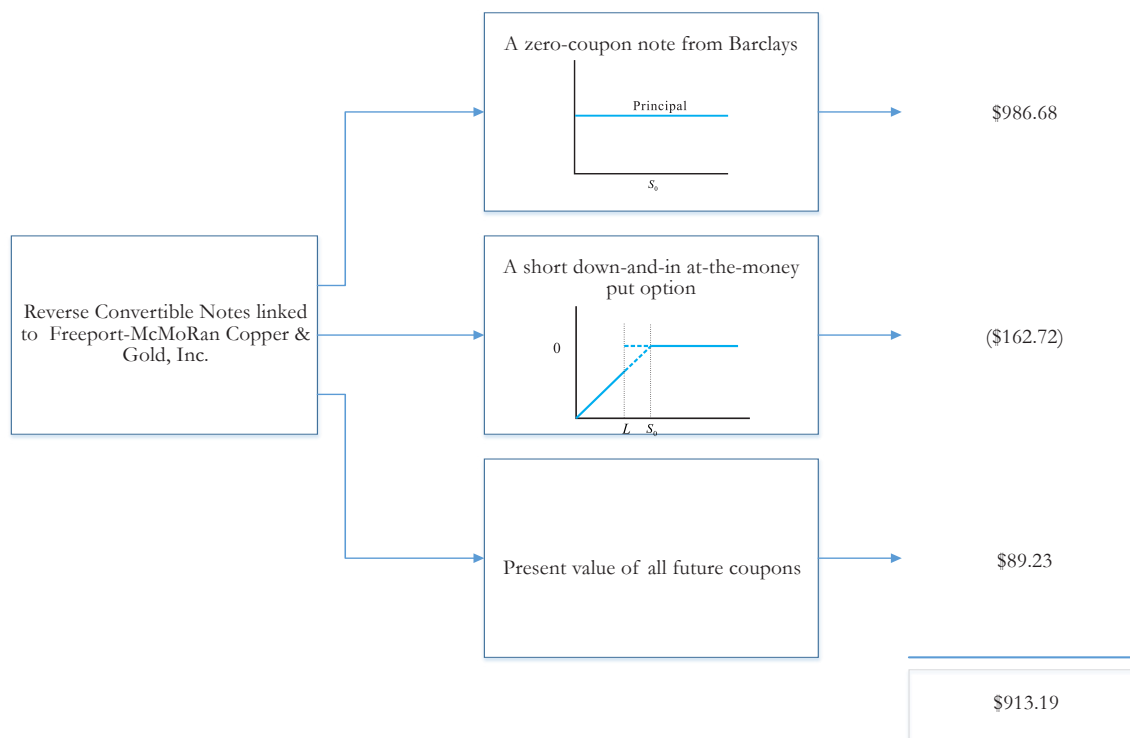 A zero-coupon note from Barclays
Principal
S₀
$986.68
Reverse Convertible Notes linked
to Freeport-McMoRan Copper &
Gold, Inc.
A short down-and-in at-the-money
put option
0
L S₀
($162.72)
Present value of all future coupons
$89.23
$913.19